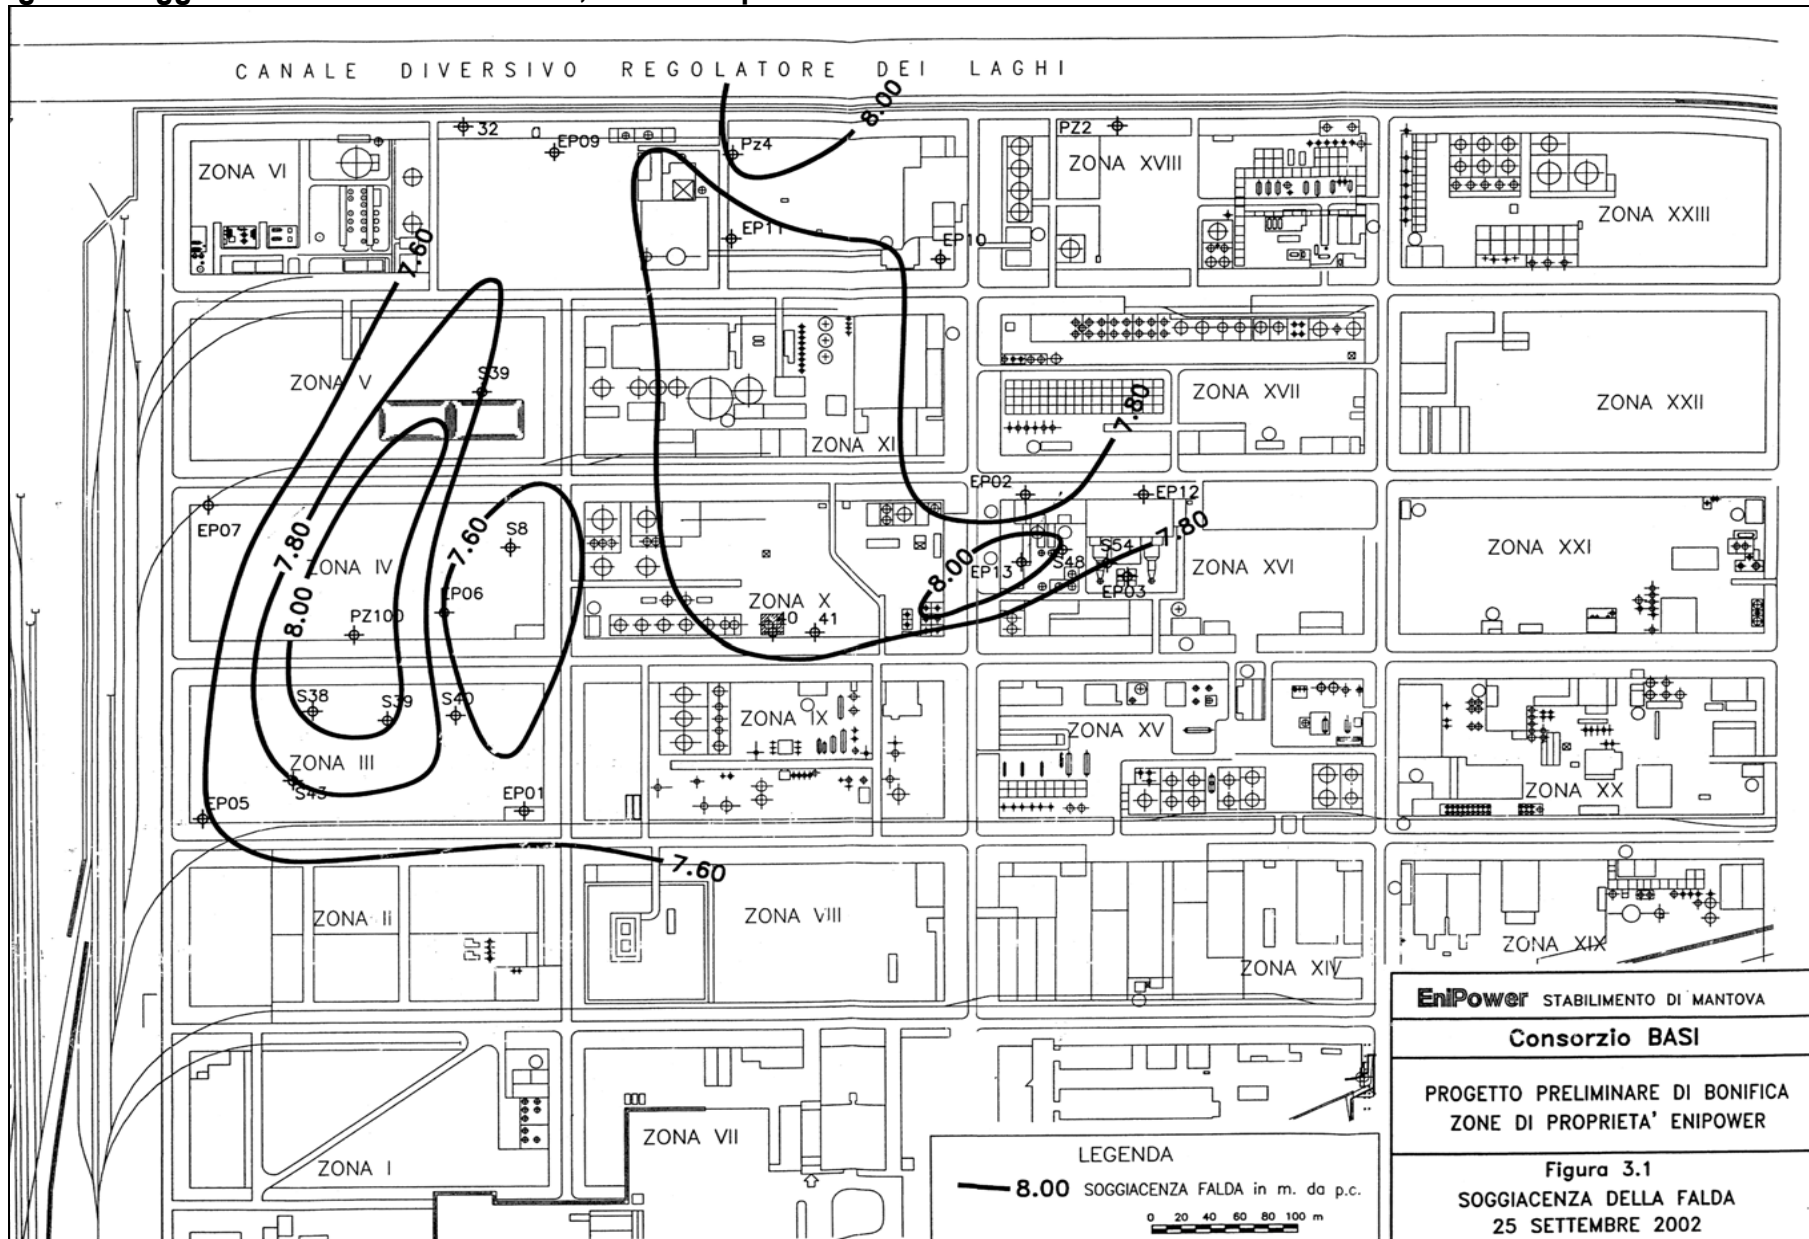 CANALE DIVERSIVO REGOLATORE DEI LAGHI
8.00
32
EP09
Pz4
PZ2
ZONA VI
ZONA XVIII
ZONA XXIII
7.60
EP11
EP10
ZONA V
S39
ZONA XI
ZONA XVII
7.80
ZONA XXII
EP07
7.80
7.60
S8
EP02
EP12
7.80
ZONA IV
8.00
EP06
PZ100
ZONA X
40
41
8.00
EP13
S48
S54
EP03
ZONA XVI
ZONA XXI
S38
S39
S40
ZONA IX
ZONA XV
ZONA III
S43
EP05
EP01
ZONA XX
7.60
ZONA II
ZONA VIII
ZONA XIV
ZONA XIX
ZONA I
ZONA VII
LEGENDA
8.00 SOGGIACENZA FALDA in m. da p.c.
0 20 40 60 80 100 m
EniPower STABILIMENTO DI MANTOVA
Consorzio BASI
PROGETTO PRELIMINARE DI BONIFICA
ZONE DI PROPRIETA' ENIPOWER
Figura 3.1
SOGGIACENZA DELLA FALDA
25 SETTEMBRE 2002